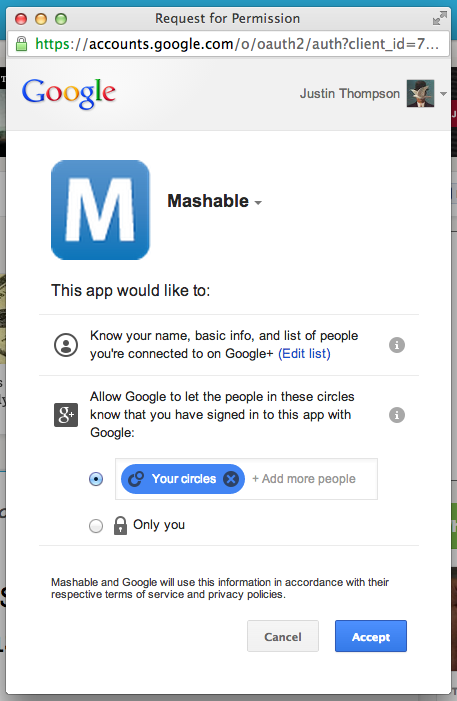 Request for Permission
https://accounts.google.com/o/oauth2/auth?client_id=7...
Google
Justin Thompson
M
Mashable
This app would like to:
Know your name, basic info, and list of people
you're connected to on Google+ (Edit list)
Allow Google to let the people in these circles
know that you have signed in to this app with
Google:
g+
Your circles
+ Add more people
Only you
Mashable and Google will use this information in accordance with their
respective terms of service and privacy policies.
Cancel
Accept